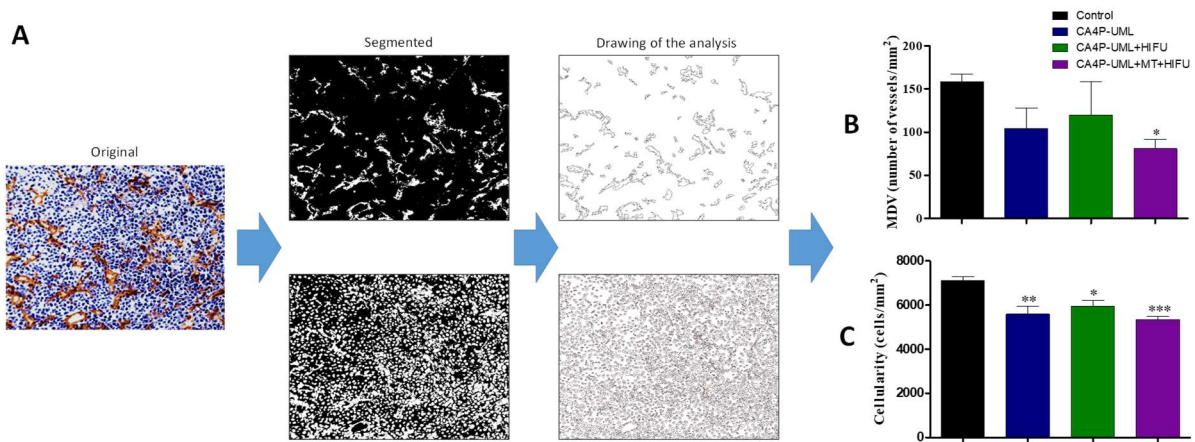 A
Original
Segmented
Drawing of the analysis
Control
CA4P-UML
CA4P-UML+HIFU
CA4P-UML+MT+HIFU
B
MDV (number of vessels/mm²)
200
150
100
50
0
*
C
Cellularity (cells/mm²)
8000
6000
4000
2000
0
**
*
***